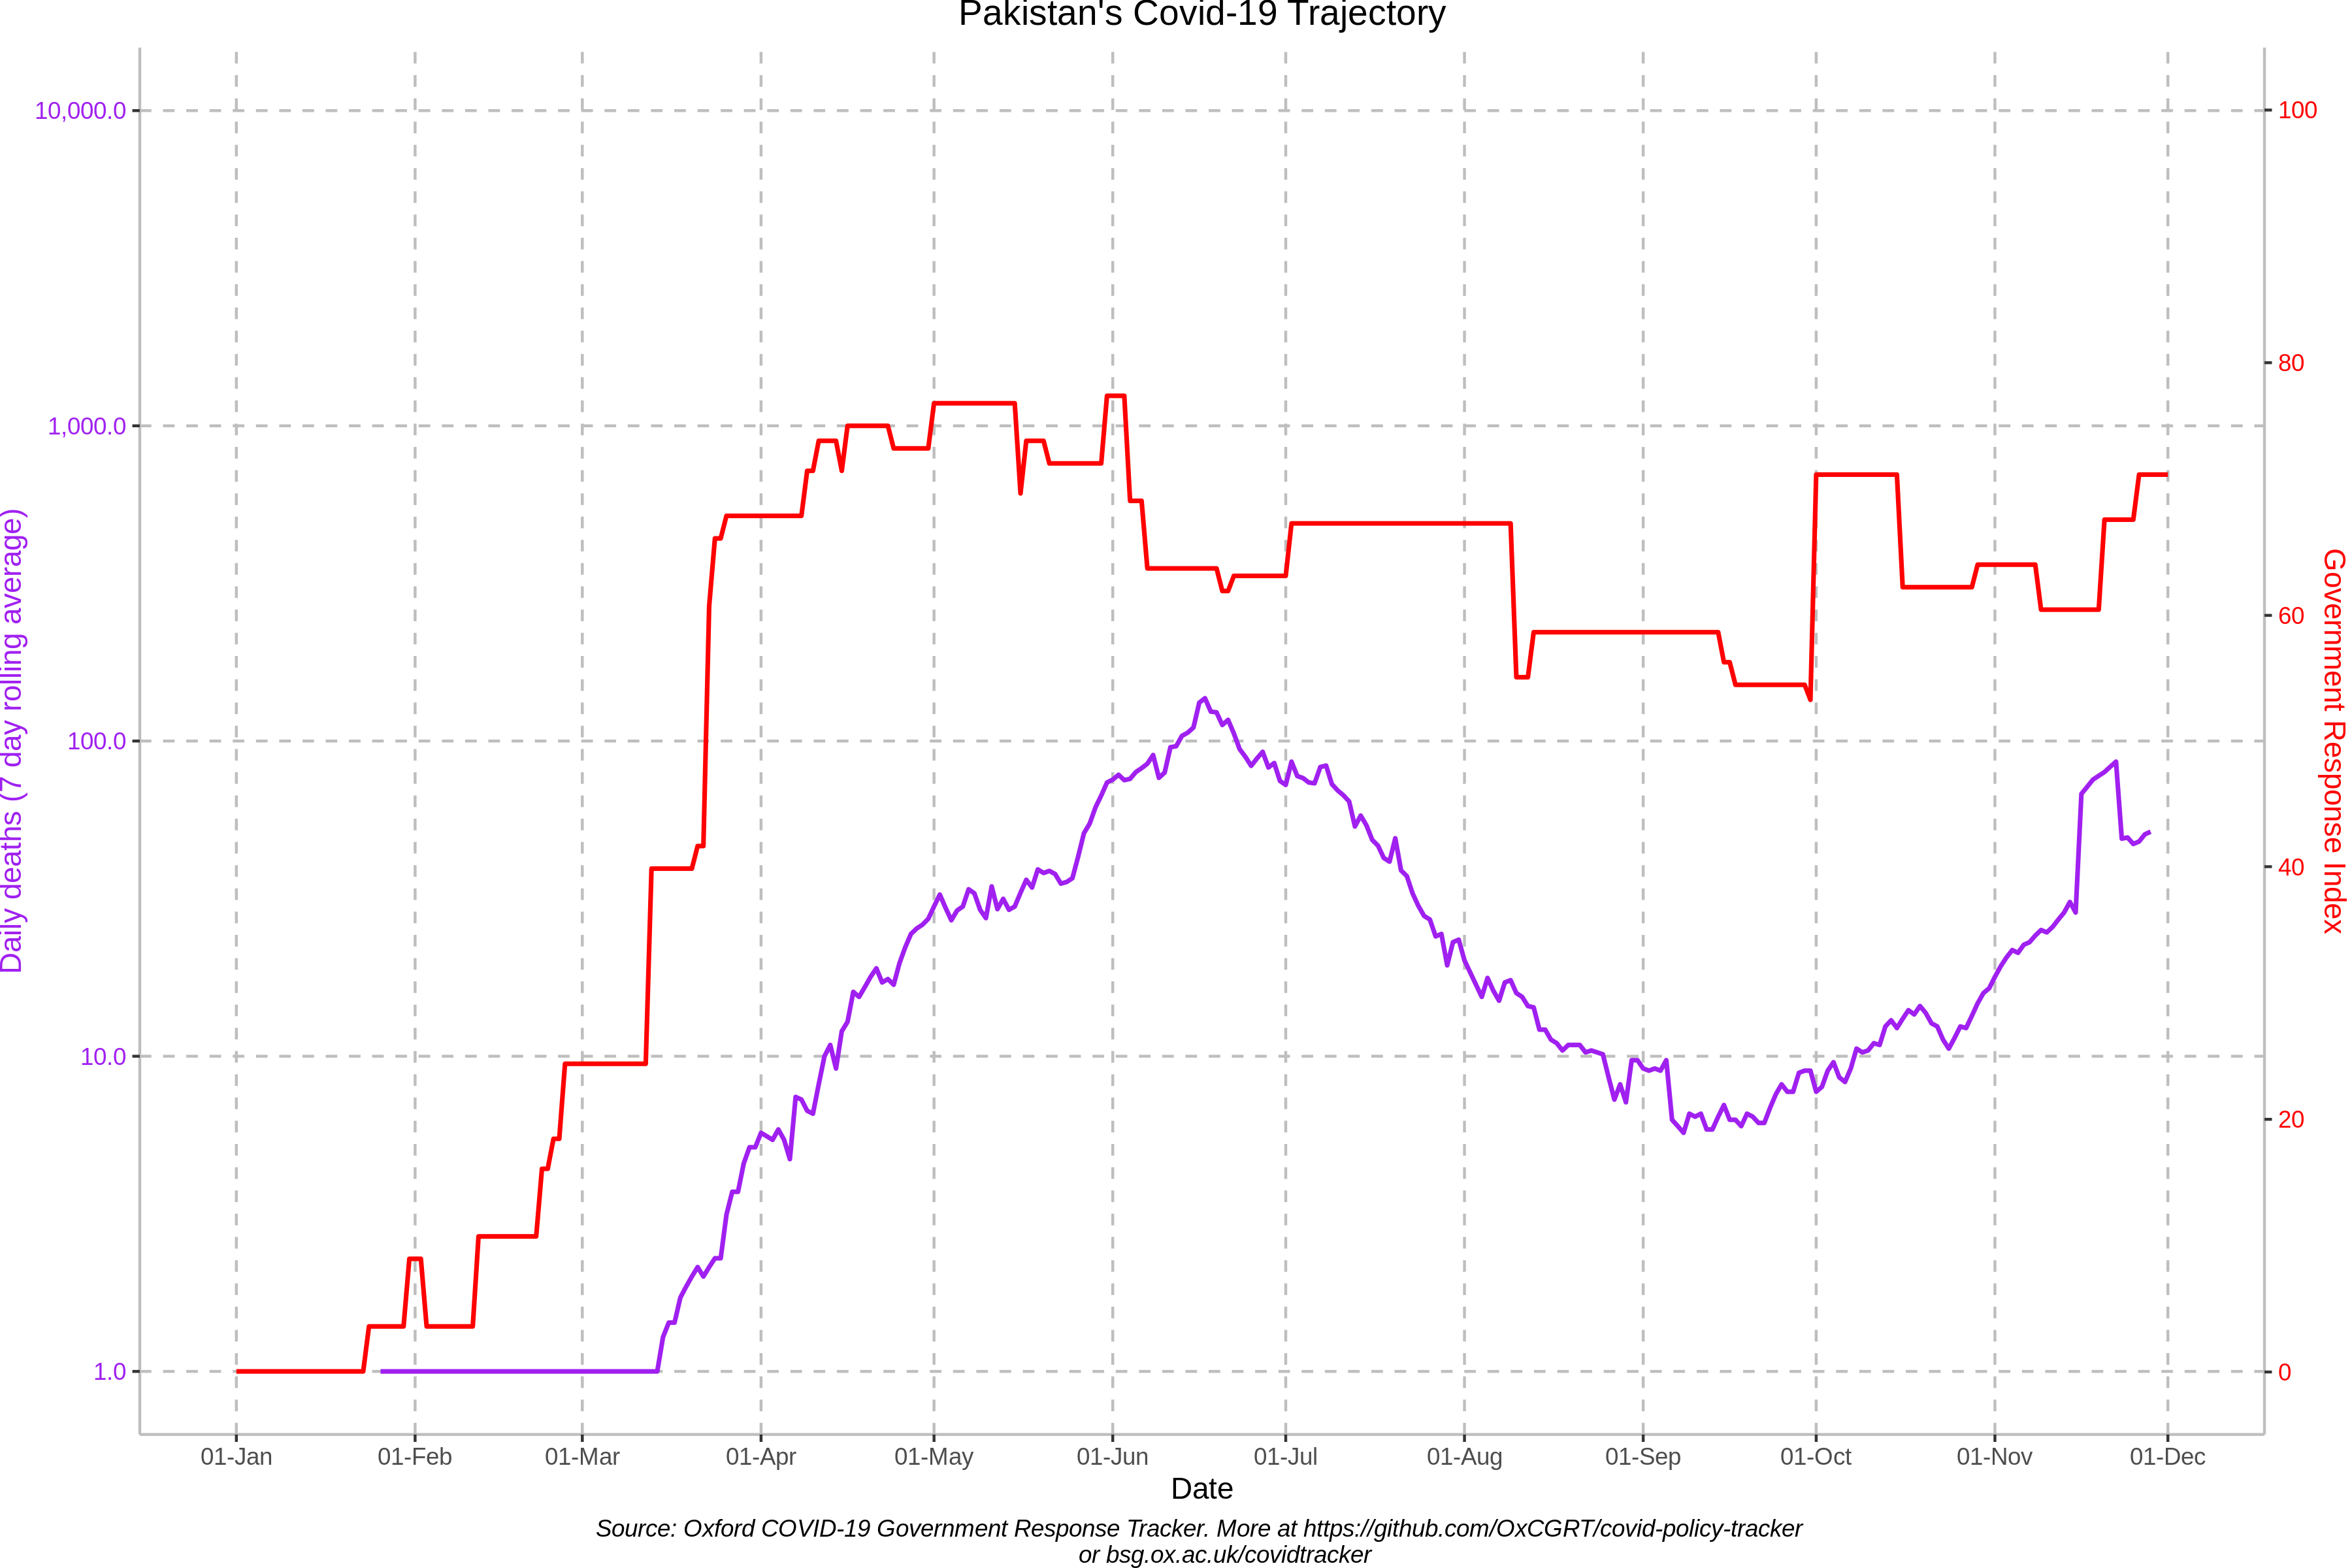 Pakistan's Covid-19 Trajectory
10,000.0
1,000.0
100.0
10.0
1.0
Daily deaths (7 day rolling average)
100
80
60
40
20
0
Government Response Index
01-Jan 01-Feb 01-Mar 01-Apr 01-May 01-Jun 01-Jul 01-Aug 01-Sep 01-Oct 01-Nov 01-Dec
Date
Source: Oxford COVID-19 Government Response Tracker. More at https://github.com/OxCGRT/covid-policy-tracker
or bsg.ox.ac.uk/covidtracker